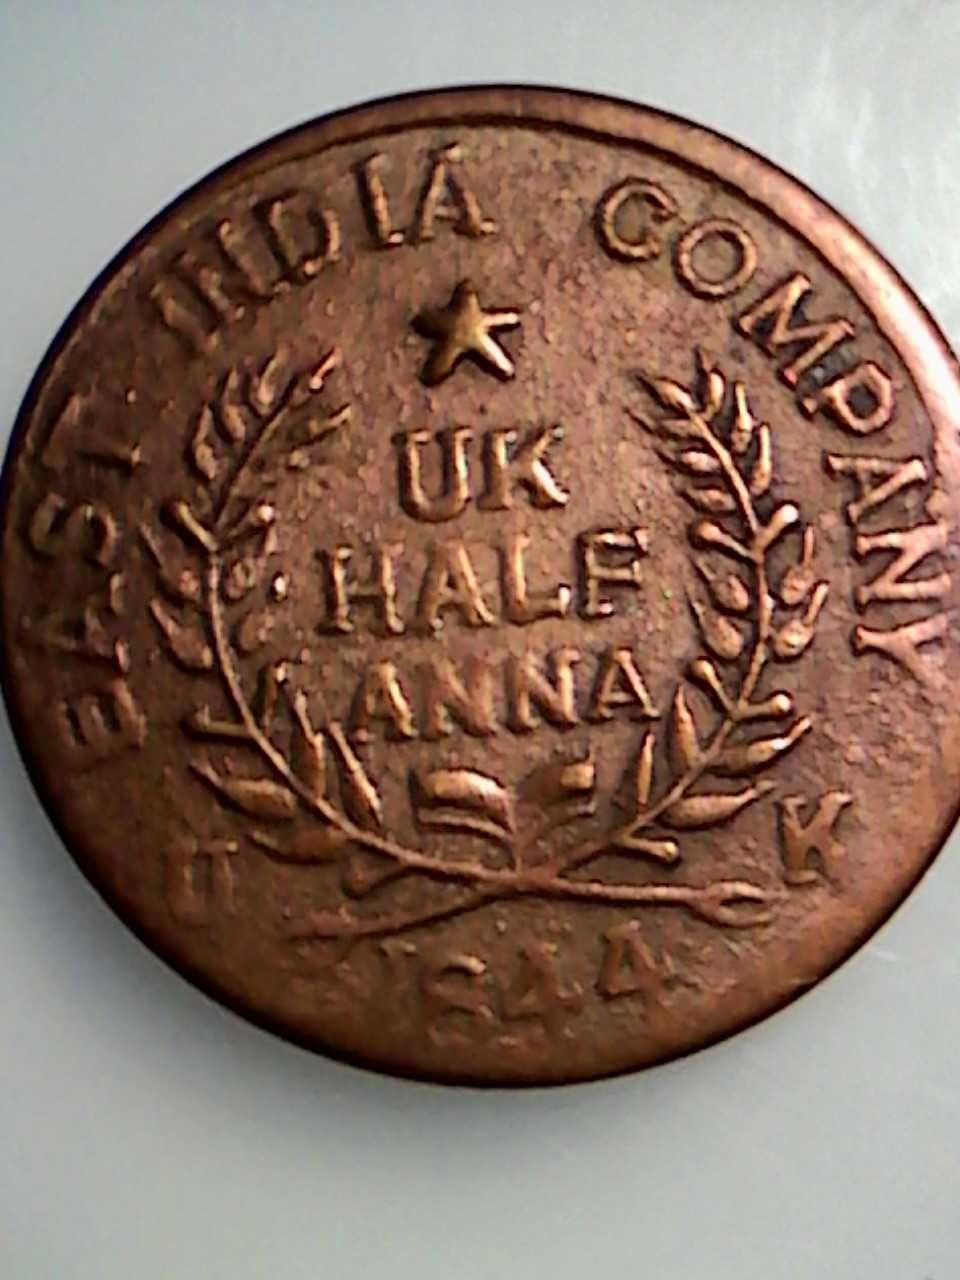 EAST INDIA COMPANY
UK
HALF
ANNA
U K
1844